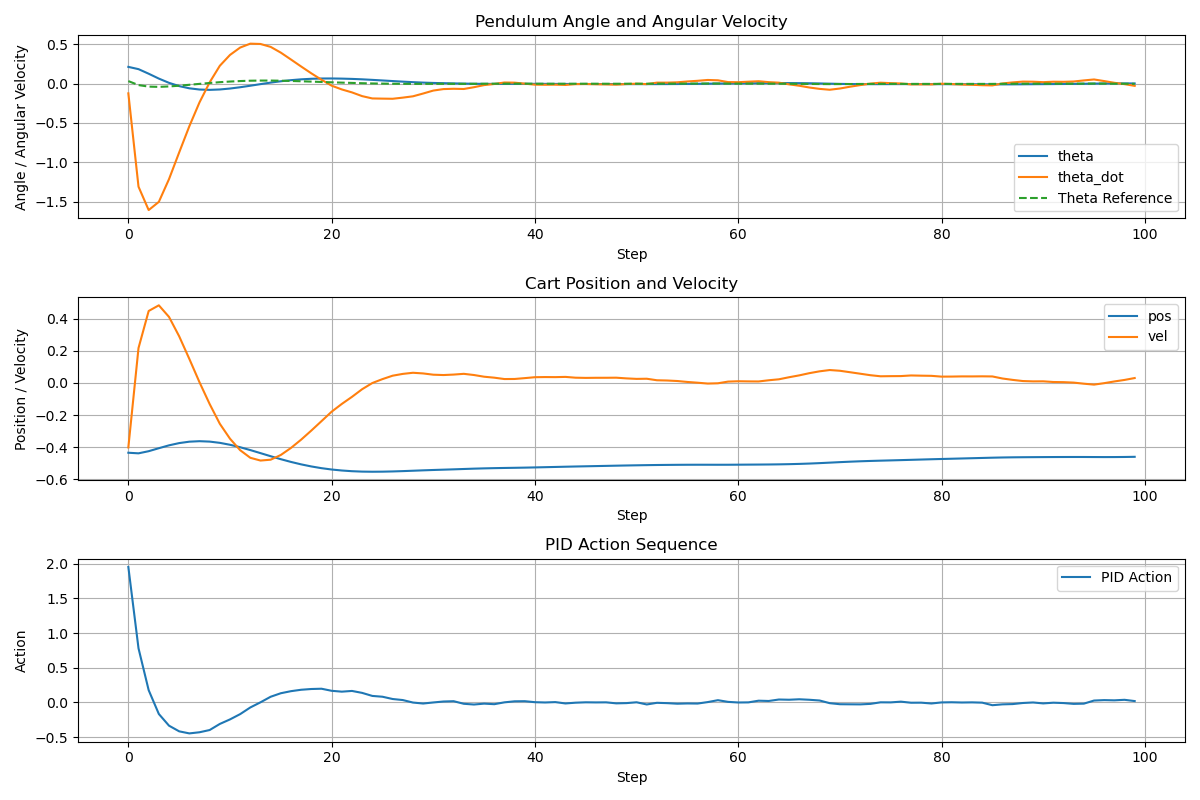 Pendulum Angle and Angular Velocity
Angle / Angular Velocity
0.5
0.0
−0.5
−1.0
−1.5
theta
theta_dot
Theta Reference
0 20 40 60 80 100
Step
Cart Position and Velocity
Position / Velocity
0.4
0.2
0.0
−0.2
−0.4
−0.6
pos
vel
0 20 40 60 80 100
Step
PID Action Sequence
Action
2.0
1.5
1.0
0.5
0.0
−0.5
PID Action
0 20 40 60 80 100
Step